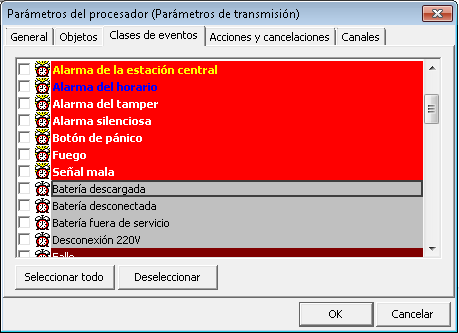 Parámetros del procesador (Parámetros de transmisión)
General Objetos Clases de eventos Acciones y cancelaciones Canales
Alarma de la estación central
Alarma del horario
Alarma del tamper
Alarma silenciosa
Botón de pánico
Fuego
Señal mala
Batería descargada
Batería desconectada
Batería fuera de servicio
Desconexión 220V
Fallo
Seleccionar todo Deseleccionar
OK Cancelar